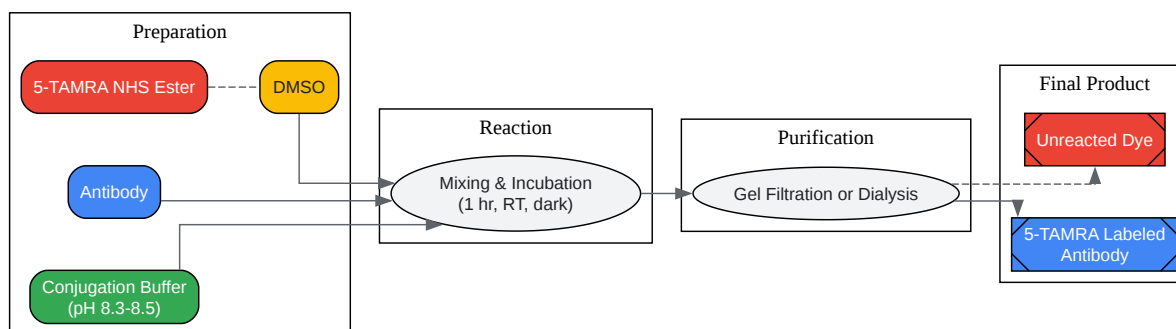 Preparation
5-TAMRA NHS Ester
DMSO
Antibody
Conjugation Buffer
(pH 8.3-8.5)
Reaction
Mixing & Incubation
(1 hr, RT, dark)
Purification
Gel Filtration or Dialysis
Final Product
Unreacted Dye
5-TAMRA Labeled
Antibody